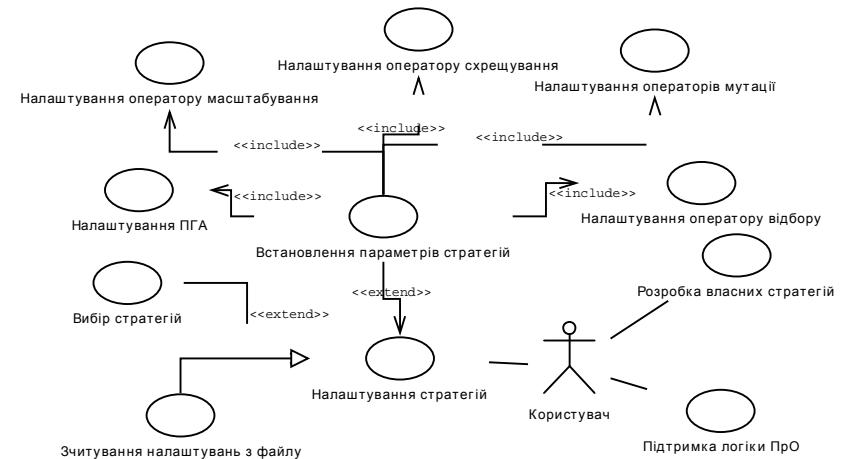 Налаштування оператору схрещування
Налаштування операторів мутації
Налаштування оператору масштабування
<<include>>
<<include>>
<<include>>
<<include>>
<<include>>
Налаштування ПГА
Налаштування оператору відбору
Встановлення параметрів стратегій
Розробка власних стратегій
<<extend>>
Вибір стратегій
<<extend>>
Налаштування стратегій
Користувач
Зчитування налаштувань з файлу
Підтримка логіки ПрО